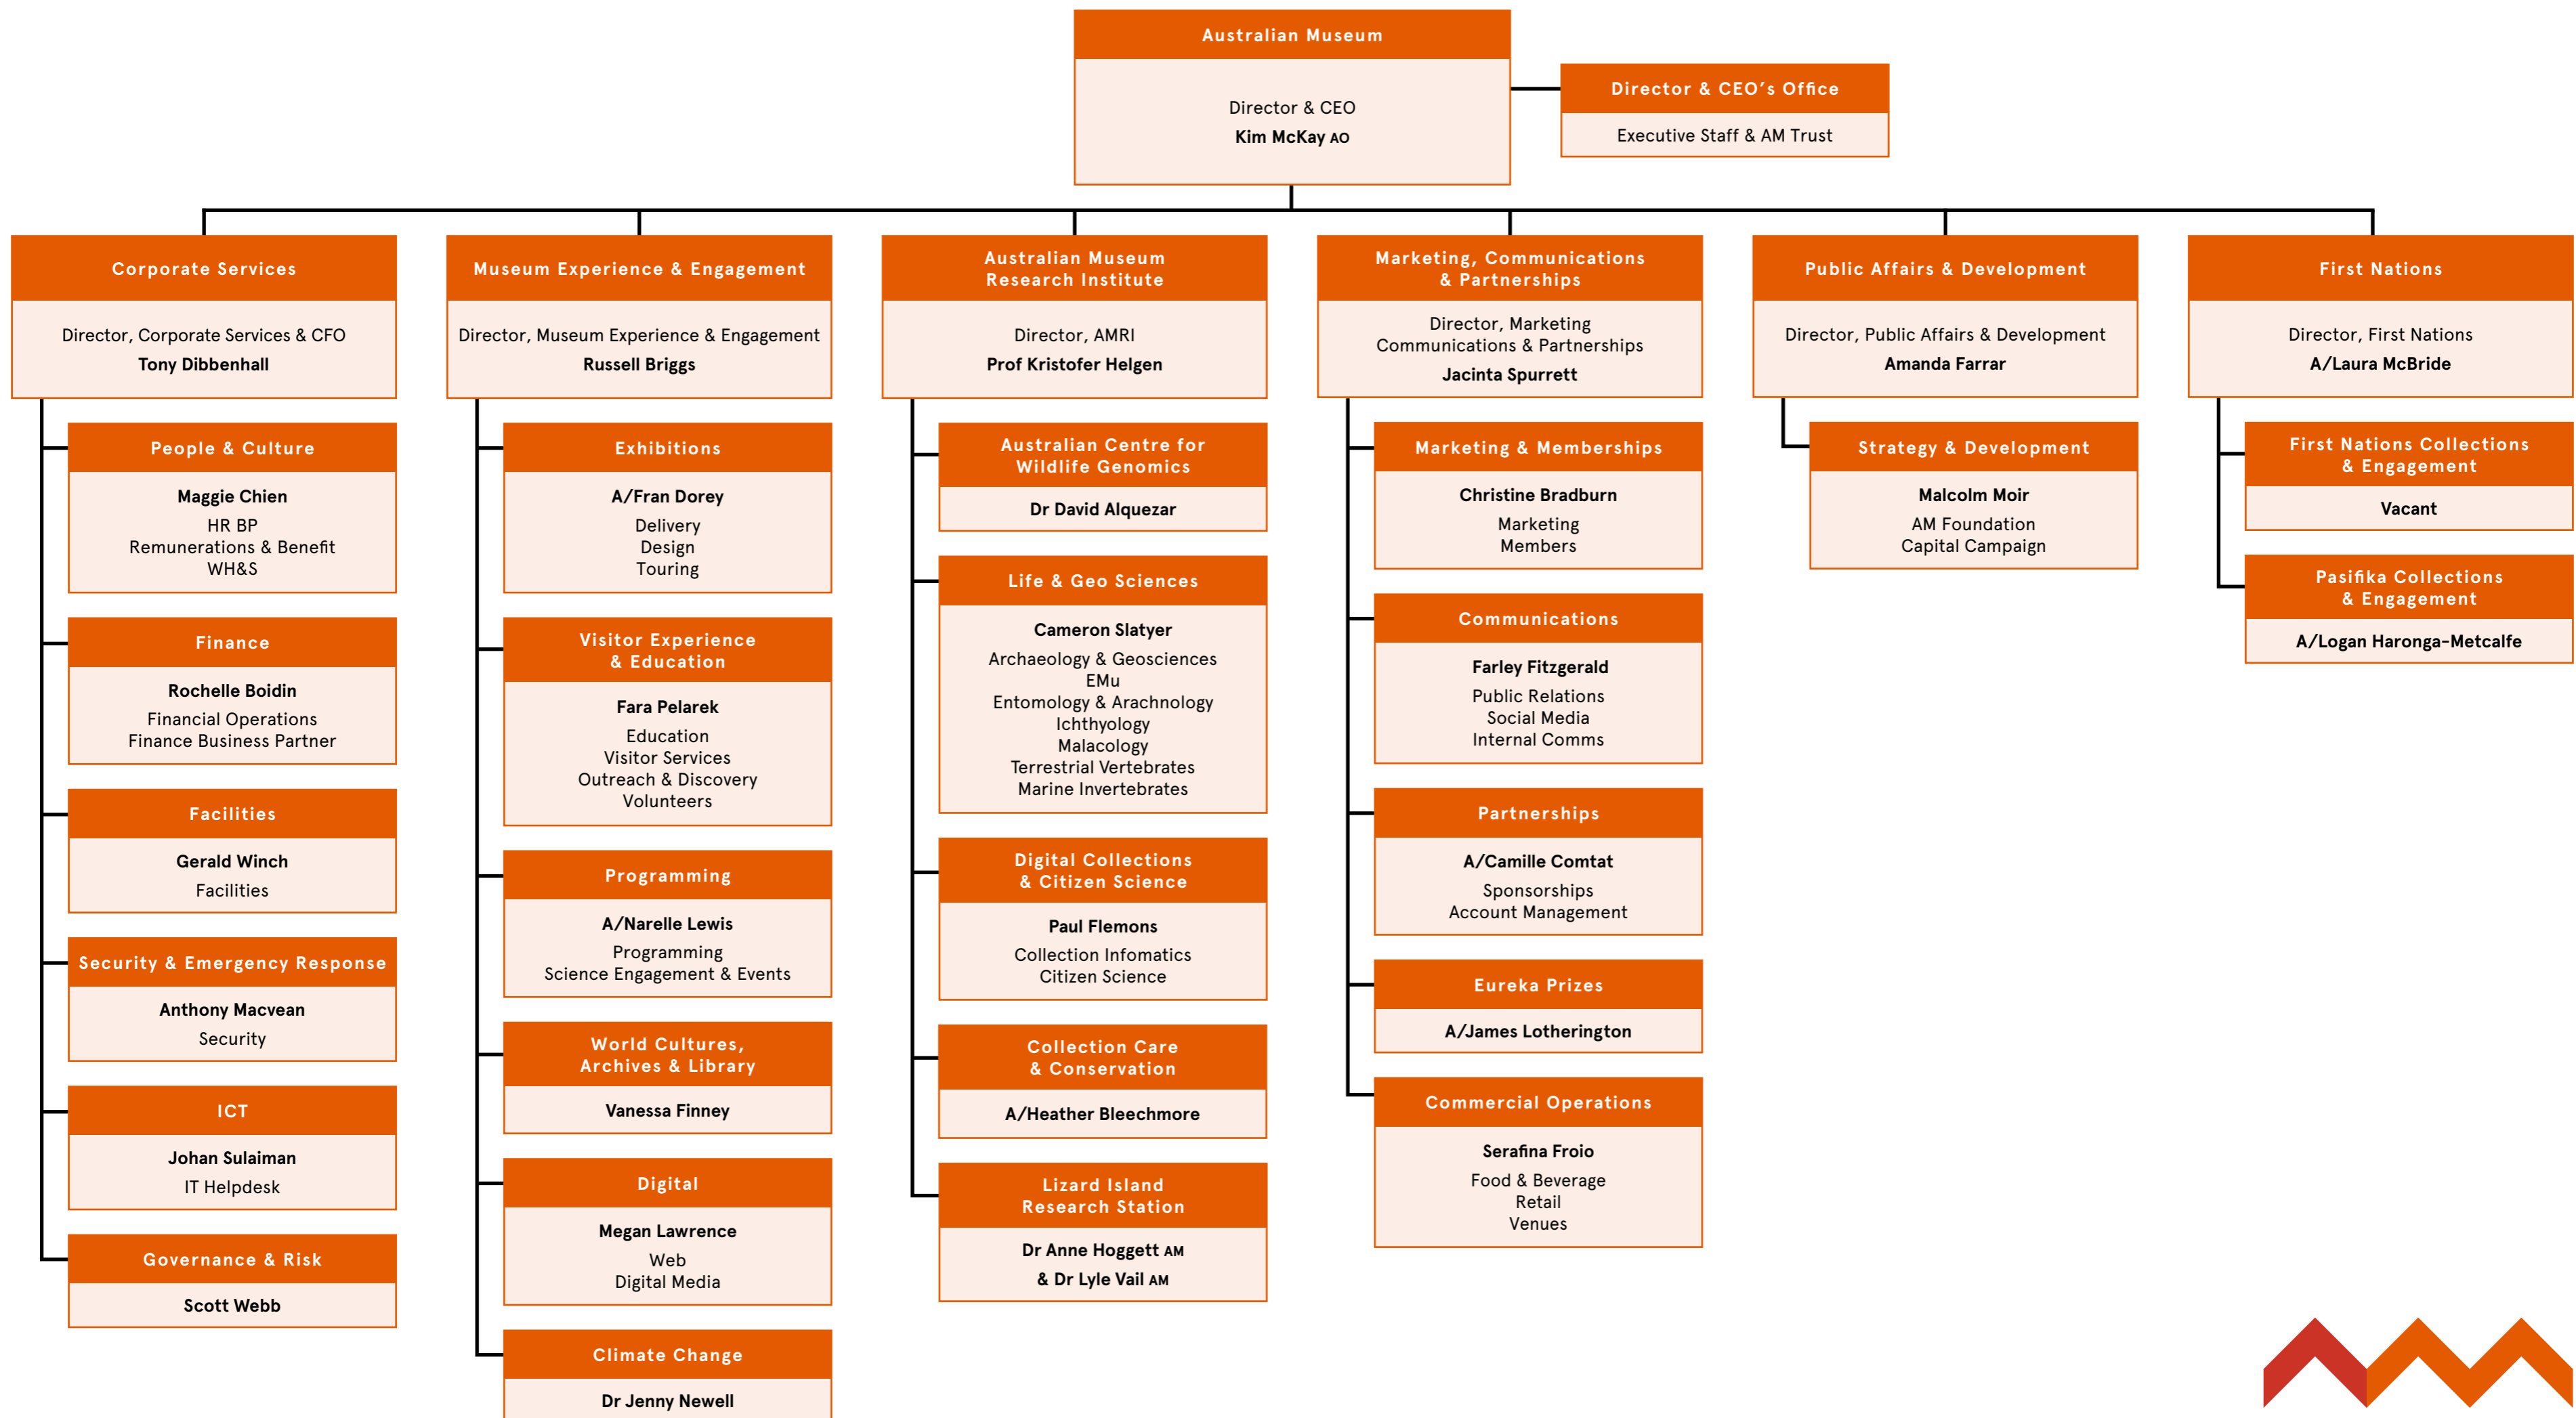 Australian Museum
Director & CEO
Kim McKay AO
Director & CEO's Office
Executive Staff & AM Trust
Corporate Services
Director, Corporate Services & CFO
Tony Dibbenhall
People & Culture
Maggie Chien
HR BP
Remunerations & Benefit
WH&S
Finance
Rochelle Boidin
Financial Operations
Finance Business Partner
Facilities
Gerald Winch
Facilities
Security & Emergency Response
Anthony Macvean
Security
ICT
Johan Sulaiman
IT Helpdesk
Governance & Risk
Scott Webb
Museum Experience & Engagement
Director, Museum Experience & Engagement
Russell Briggs
Exhibitions
A/Fran Dorey
Delivery
Design
Touring
Visitor Experience
& Education
Fara Pelarek
Education
Visitor Services
Outreach & Discovery
Volunteers
Programming
A/Narelle Lewis
Programming
Science Engagement & Events
World Cultures,
Archives & Library
Vanessa Finney
Digital
Megan Lawrence
Web
Digital Media
Climate Change
Dr Jenny Newell
Australian Museum
Research Institute
Director, AMRI
Prof Kristofer Helgen
Australian Centre for
Wildlife Genomics
Dr David Alquezar
Life & Geo Sciences
Cameron Slatyer
Archaeology & Geosciences
EMu
Entomology & Arachnology
Ichthyology
Malacology
Terrestrial Vertebrates
Marine Invertebrates
Digital Collections
& Citizen Science
Paul Flemons
Collection Infomatics
Citizen Science
Collection Care
& Conservation
A/Heather Bleechmore
Lizard Island
Research Station
Dr Anne Hoggett AM
& Dr Lyle Vail AM
Marketing, Communications
& Partnerships
Director, Marketing
Communications & Partnerships
Jacinta Spurrett
Marketing & Memberships
Christine Bradburn
Marketing
Members
Communications
Farley Fitzgerald
Public Relations
Social Media
Internal Comms
Partnerships
A/Camille Comtat
Sponsorships
Account Management
Eureka Prizes
A/James Lotherington
Commercial Operations
Serafina Froio
Food & Beverage
Retail
Venues
Public Affairs & Development
Director, Public Affairs & Development
Amanda Farrar
Strategy & Development
Malcolm Moir
AM Foundation
Capital Campaign
First Nations
Director, First Nations
A/Laura McBride
First Nations Collections
& Engagement
Vacant
Pasifika Collections
& Engagement
A/Logan Haronga-Metcalfe